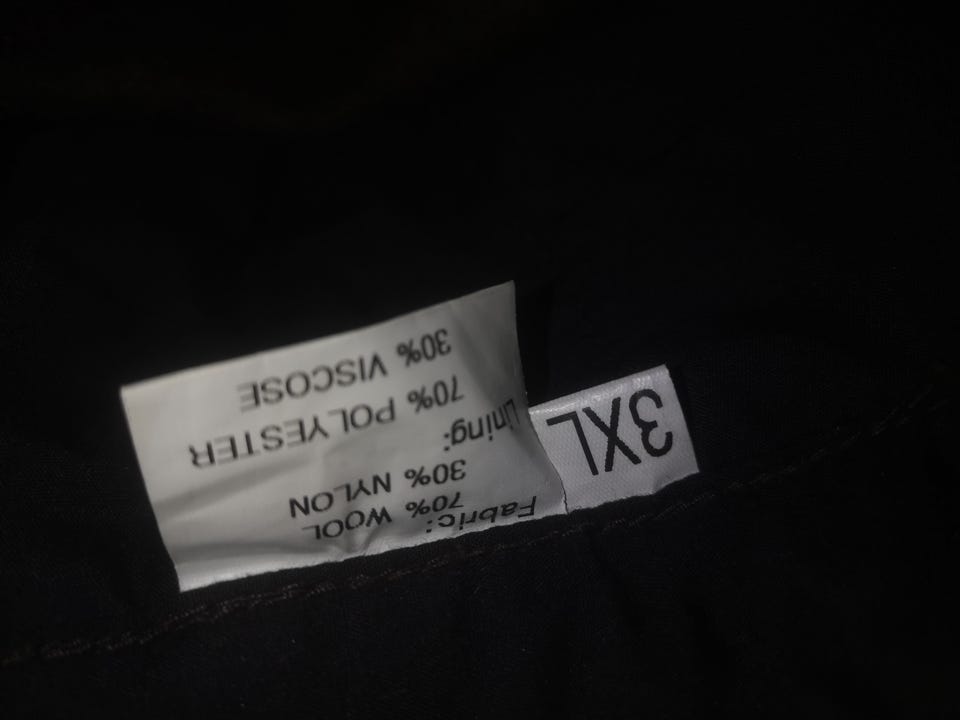 Fabric:
70% WOOL
30% NYLON
Lining:
70% POLYESTER
30% VISCOSE
3XL